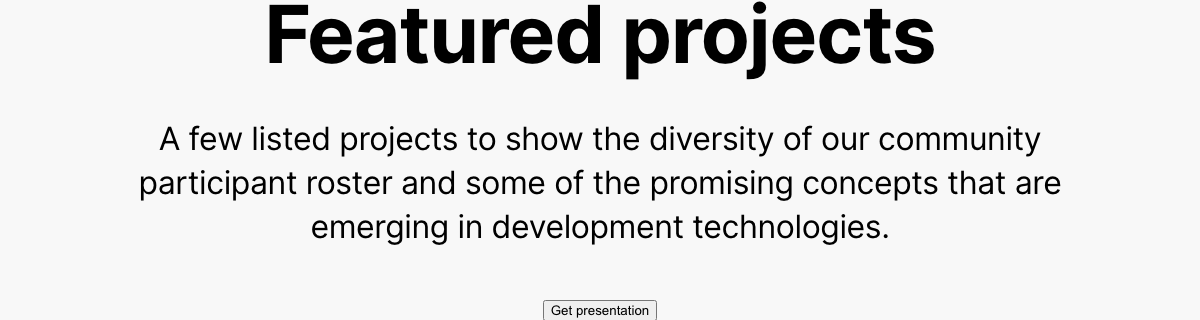 Featured projects
A few listed projects to show the diversity of our community
participant roster and some of the promising concepts that are
emerging in development technologies.
Get presentation